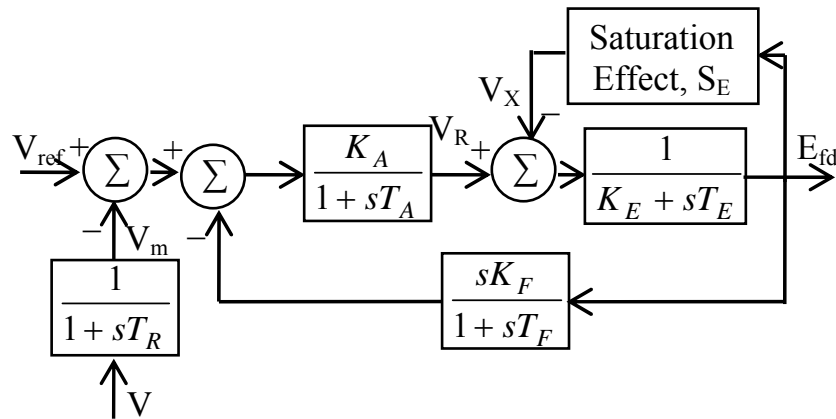 Saturation
Effect, S_E
V_X
−
V_ref
+
Σ
+
Σ
K_A
1 + sT_A
V_R
+
Σ
1
K_E + sT_E
E_fd
−
V_m
−
1
1 + sT_R
sK_F
1 + sT_F
V